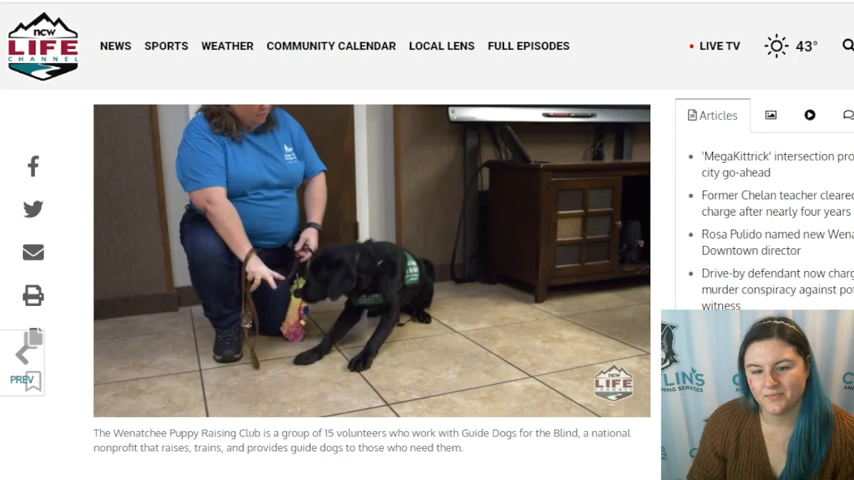 ncw
LIFE
CHANNEL
NEWS SPORTS WEATHER COMMUNITY CALENDAR LOCAL LENS FULL EPISODES
LIVE TV 43°
Articles
'MegaKittrick' intersection pro
city go-ahead
Former Chelan teacher cleared
charge after nearly four years
Rosa Pulido named new Wena
Downtown director
Drive-by defendant now charg
murder conspiracy against pot
witness
PREV
ncw
LIFE
LIN'S
The Wenatchee Puppy Raising Club is a group of 15 volunteers who work with Guide Dogs for the Blind, a national
nonprofit that raises, trains, and provides guide dogs to those who need them.